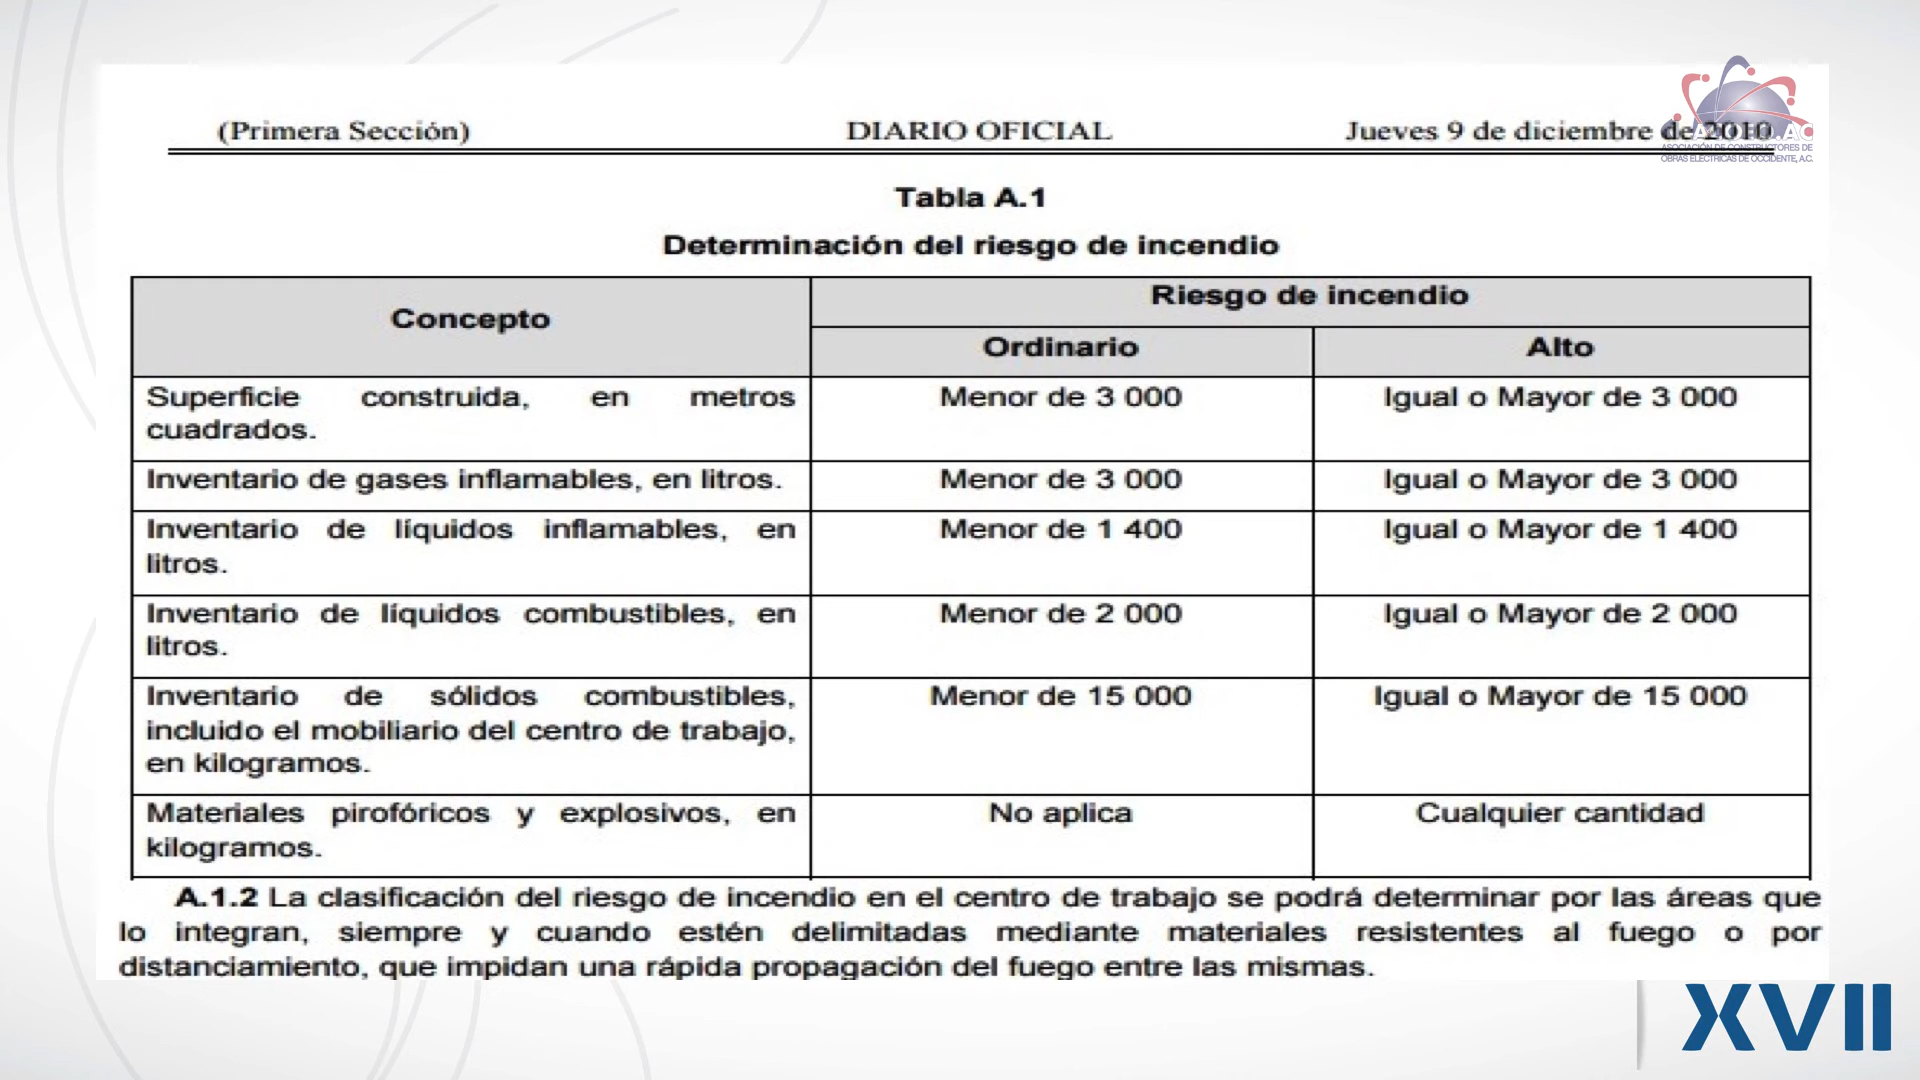 (Primera Sección) DIARIO OFICIAL Jueves 9 de diciembre de 2010
ASOCIACIÓN DE CONSTRUCTORES DE
OBRAS ELECTRICAS DE OCCIDENTE, A.C.
Tabla A.1
Determinación del riesgo de incendio
Concepto
Riesgo de incendio
Ordinario Alto
Superficie construida, en metros Menor de 3 000 Igual o Mayor de 3 000
cuadrados.
Inventario de gases inflamables, en litros. Menor de 3 000 Igual o Mayor de 3 000
Inventario de líquidos inflamables, en Menor de 1 400 Igual o Mayor de 1 400
litros.
Inventario de líquidos combustibles, en Menor de 2 000 Igual o Mayor de 2 000
litros.
Inventario de sólidos combustibles, Menor de 15 000 Igual o Mayor de 15 000
incluido el mobiliario del centro de trabajo,
en kilogramos.
Materiales pirofóricos y explosivos, en No aplica Cualquier cantidad
kilogramos.
A.1.2 La clasificación del riesgo de incendio en el centro de trabajo se podrá determinar por las áreas que
lo integran, siempre y cuando estén delimitadas mediante materiales resistentes al fuego o por
distanciamiento, que impidan una rápida propagación del fuego entre las mismas.
XVII